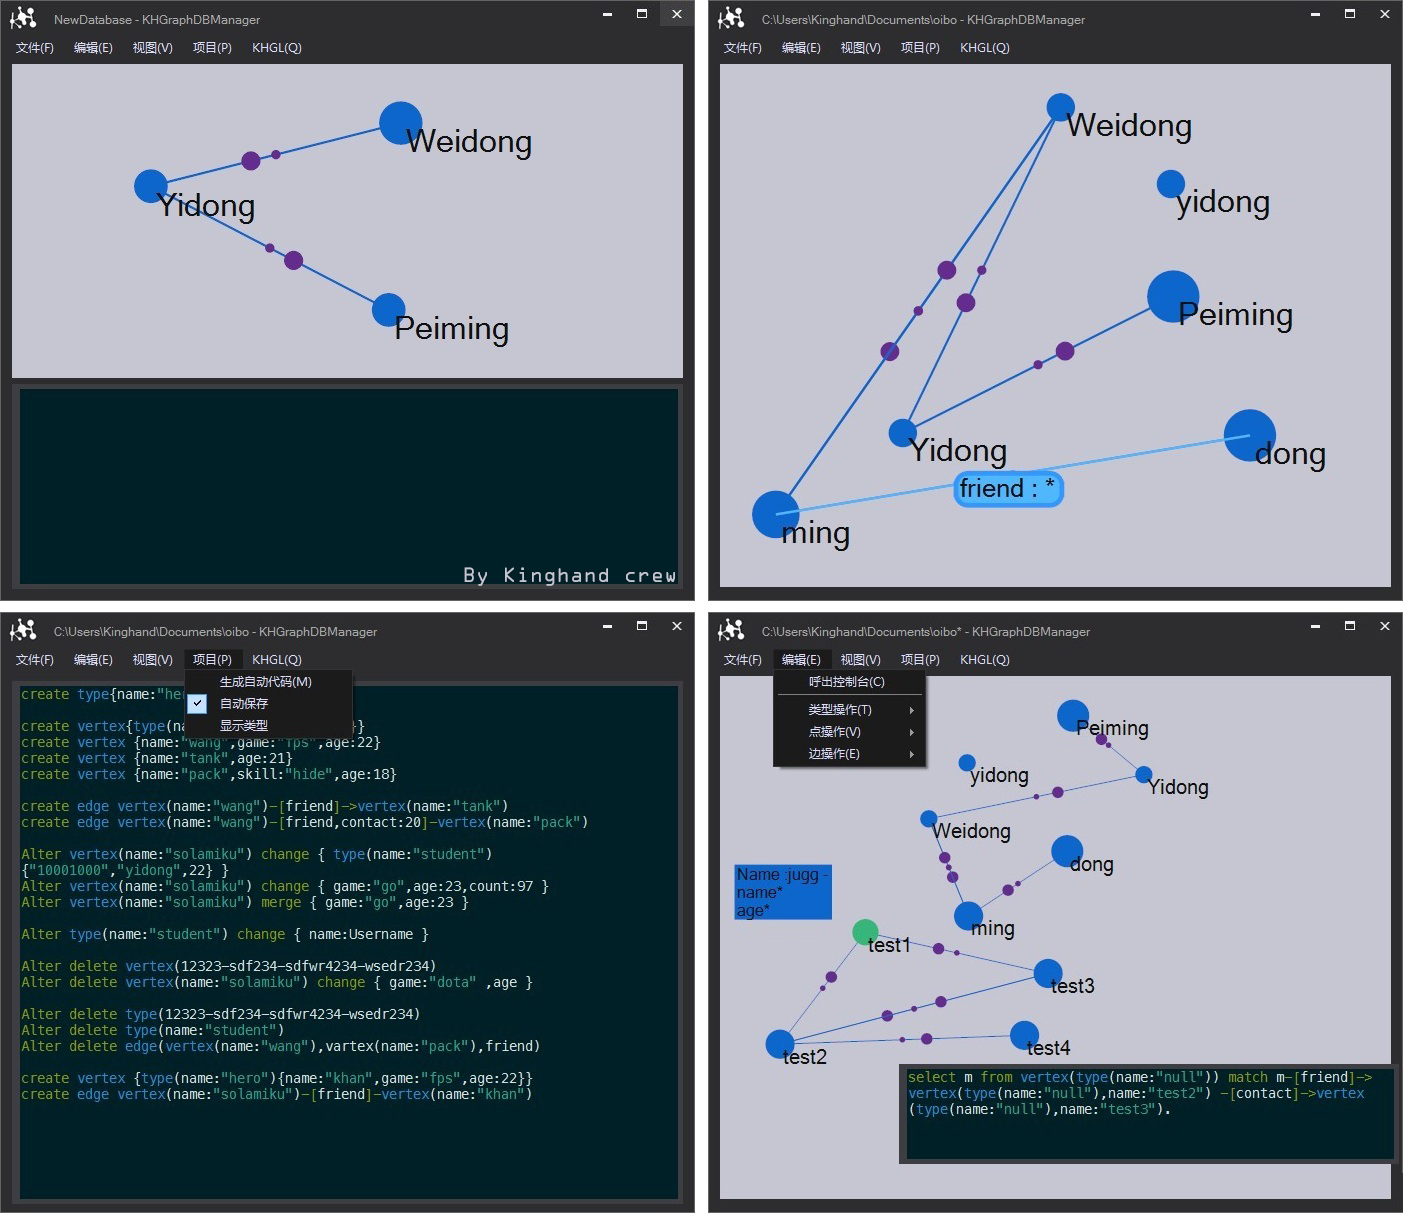 NewDatabase - KHGraphDBManager
文件(F) 编辑(E) 视图(V) 项目(P) KHGL(Q)
Weidong
Yidong
Peiming
By Kinghand crew
C:\Users\Kinghand\Documents\oibo - KHGraphDBManager
文件(F) 编辑(E) 视图(V) 项目(P) KHGL(Q)
Weidong
yidong
Peiming
Yidong
dong
friend : *
ming
C:\Users\Kinghand\Documents\oibo - KHGraphDBManager
文件(F) 编辑(E) 视图(V) 项目(P) KHGL(Q)
生成自动代码(M)
自动保存
显示类型
create type{name:"hero
create vertex{type(na }}
create vertex {name:"wang",game:"fps",age:22}
create vertex {name:"tank",age:21}
create vertex {name:"pack",skill:"hide",age:18}
create edge vertex(name:"wang")-[friend]->vertex(name:"tank")
create edge vertex(name:"wang")-[friend,contact:20]-vertex(name:"pack")
Alter vertex(name:"solamiku") change { type(name:"student")
{"10001000","yidong",22} }
Alter vertex(name:"solamiku") change { game:"go",age:23,count:97 }
Alter vertex(name:"solamiku") merge { game:"go",age:23 }
Alter type(name:"student") change { name:Username }
Alter delete vertex(12323-sdf234-sdfwr4234-wsedr234)
Alter delete vertex(name:"solamiku") change { game:"dota" ,age }
Alter delete type(12323-sdf234-sdfwr4234-wsedr234)
Alter delete type(name:"student")
Alter delete edge(vertex(name:"wang"),vartex(name:"pack"),friend)
create vertex {type(name:"hero"){name:"khan",game:"fps",age:22}}
create edge vertex(name:"solamiku")-[friend]-vertex(name:"khan")
C:\Users\Kinghand\Documents\oibo* - KHGraphDBManager
文件(F) 编辑(E) 视图(V) 项目(P) KHGL(Q)
呼出控制台(C)
类型操作(T)
点操作(V)
边操作(E)
Peiming
yidong
Yidong
Weidong
dong
Name :jugg -
name*
age*
ming
test1
test3
test4
test2
select m from vertex(type(name:"null")) match m-[friend]->
vertex(type(name:"null"),name:"test2") -[contact]->vertex
(type(name:"null"),name:"test3").